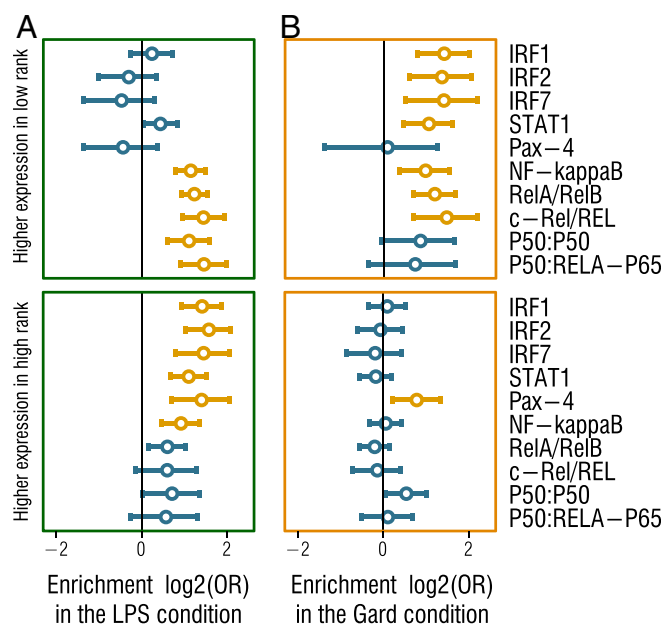 A
B
Higher expression in low rank
IRF1
IRF2
IRF7
STAT1
Pax−4
NF−kappaB
RelA/RelB
c−Rel/REL
P50:P50
P50:RELA−P65
Higher expression in high rank
IRF1
IRF2
IRF7
STAT1
Pax−4
NF−kappaB
RelA/RelB
c−Rel/REL
P50:P50
P50:RELA−P65
−2 0 2
−2 0 2
Enrichment log2(OR)
in the LPS condition
Enrichment log2(OR)
in the Gard condition